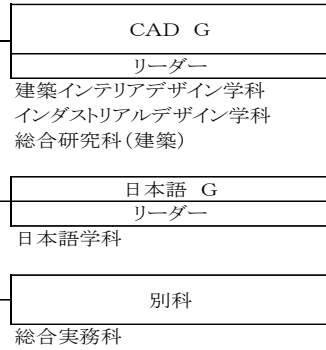 CAD G
リーダー
建築インテリアデザイン学科
インダストリアルデザイン学科
総合研究科(建築)
日本語 G
リーダー
日本語学科
別科
総合実務科